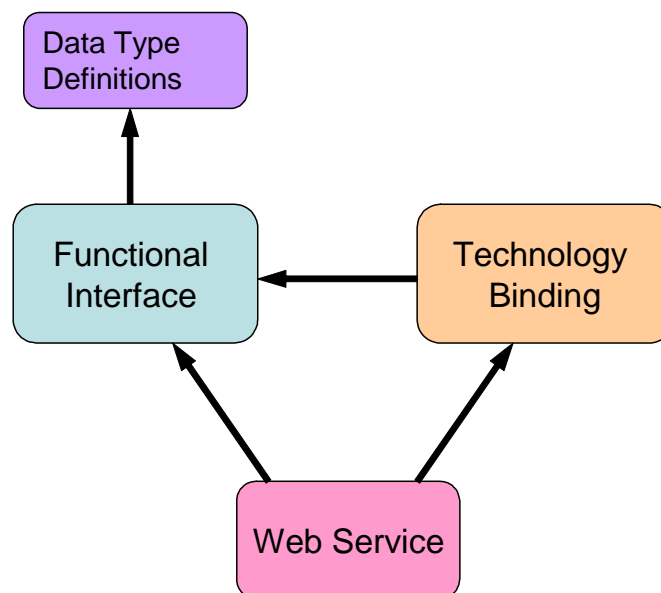 Data Type
Definitions
Functional
Interface
Technology
Binding
Web Service